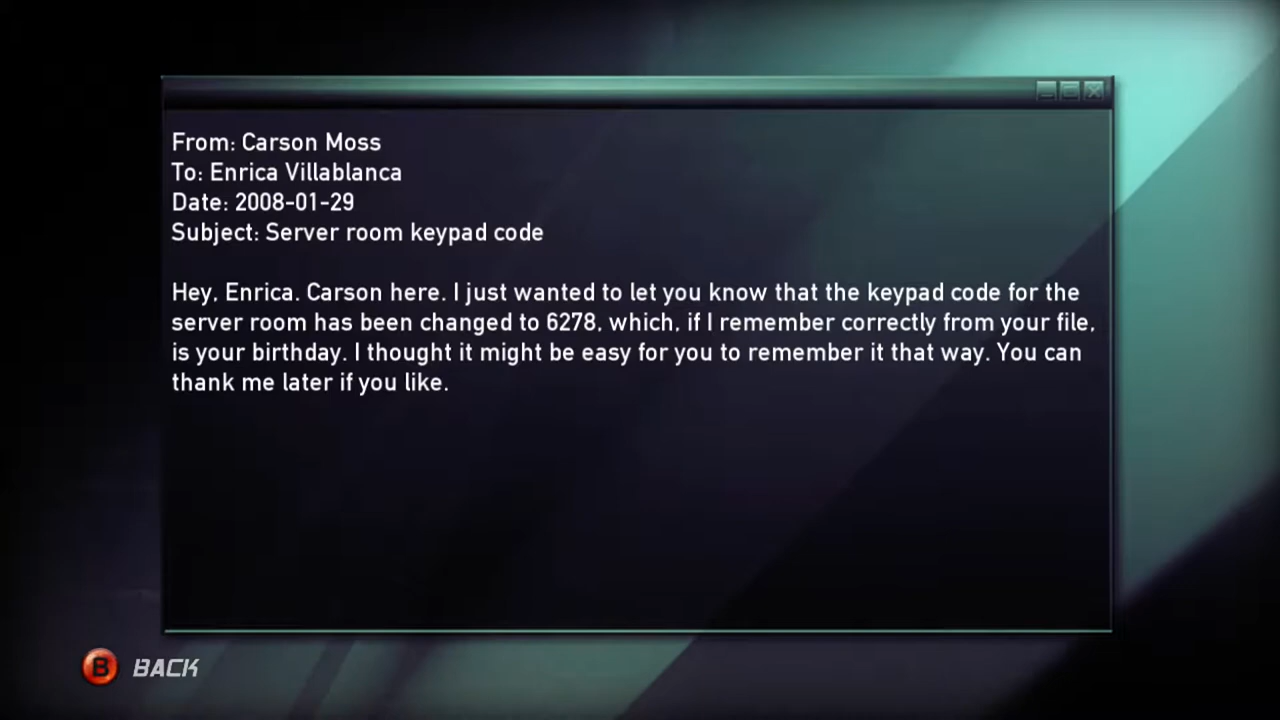 From: Carson Moss
To: Enrica Villablanca
Date: 2008-01-29
Subject: Server room keypad code
Hey, Enrica. Carson here. I just wanted to let you know that the keypad code for the
server room has been changed to 6278, which, if I remember correctly from your file,
is your birthday. I thought it might be easy for you to remember it that way. You can
thank me later if you like.
B BACK